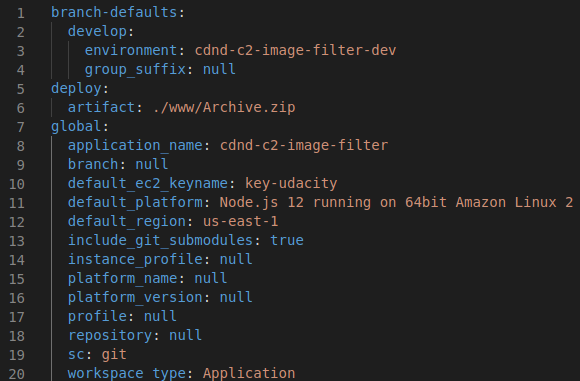 1 branch-defaults:
2   develop:
3     environment: cdnd-c2-image-filter-dev
4     group_suffix: null
5 deploy:
6   artifact: ./www/Archive.zip
7 global:
8   application_name: cdnd-c2-image-filter
9   branch: null
10   default_ec2_keyname: key-udacity
11   default_platform: Node.js 12 running on 64bit Amazon Linux 2
12   default_region: us-east-1
13   include_git_submodules: true
14   instance_profile: null
15   platform_name: null
16   platform_version: null
17   profile: null
18   repository: null
19   sc: git
20   workspace_type: Application